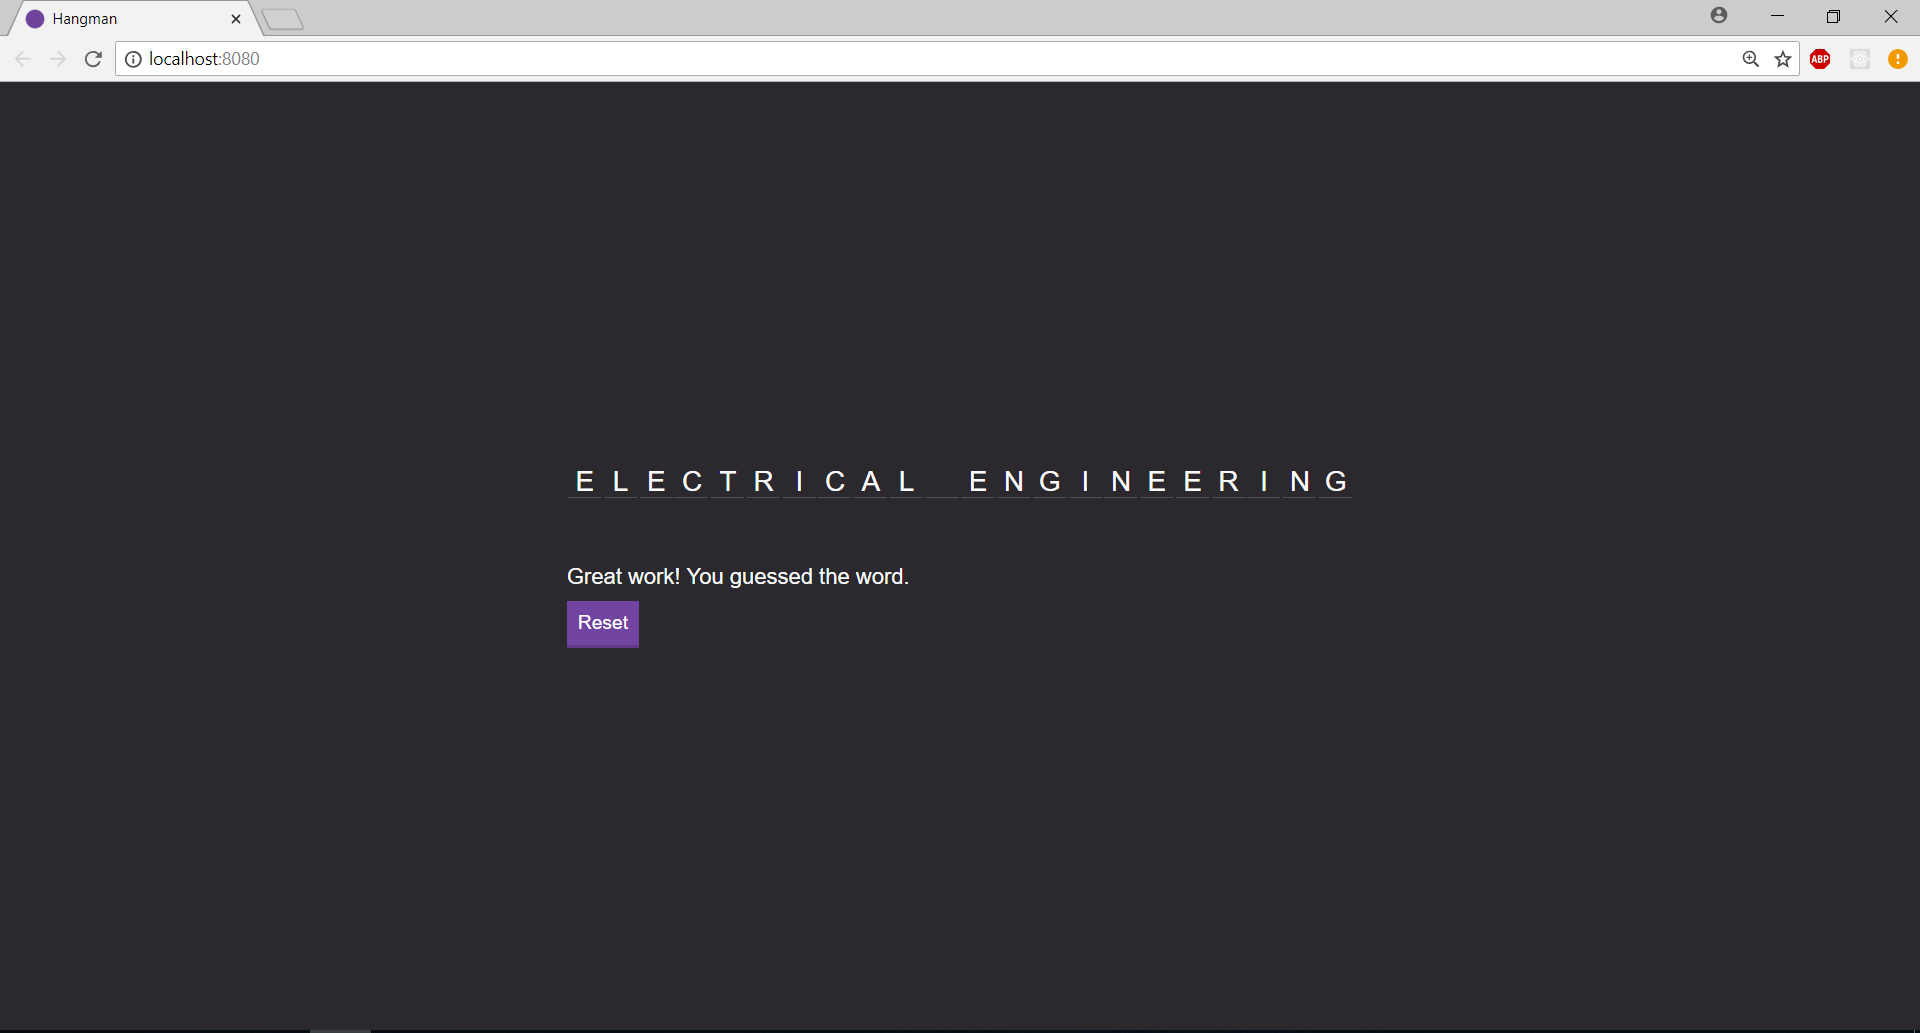 Hangman
localhost:8080
ABP
E L E C T R I C A L   E N G I N E E R I N G
Great work! You guessed the word.
Reset